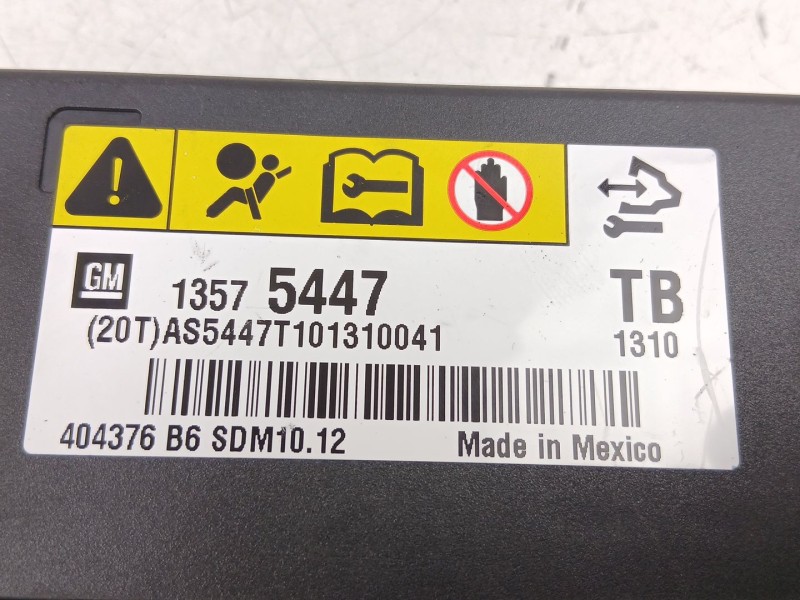 GM 1357 5447 TB
(20T)AS5447T101310041 1310
404376 B6 SDM10.12 Made in Mexico